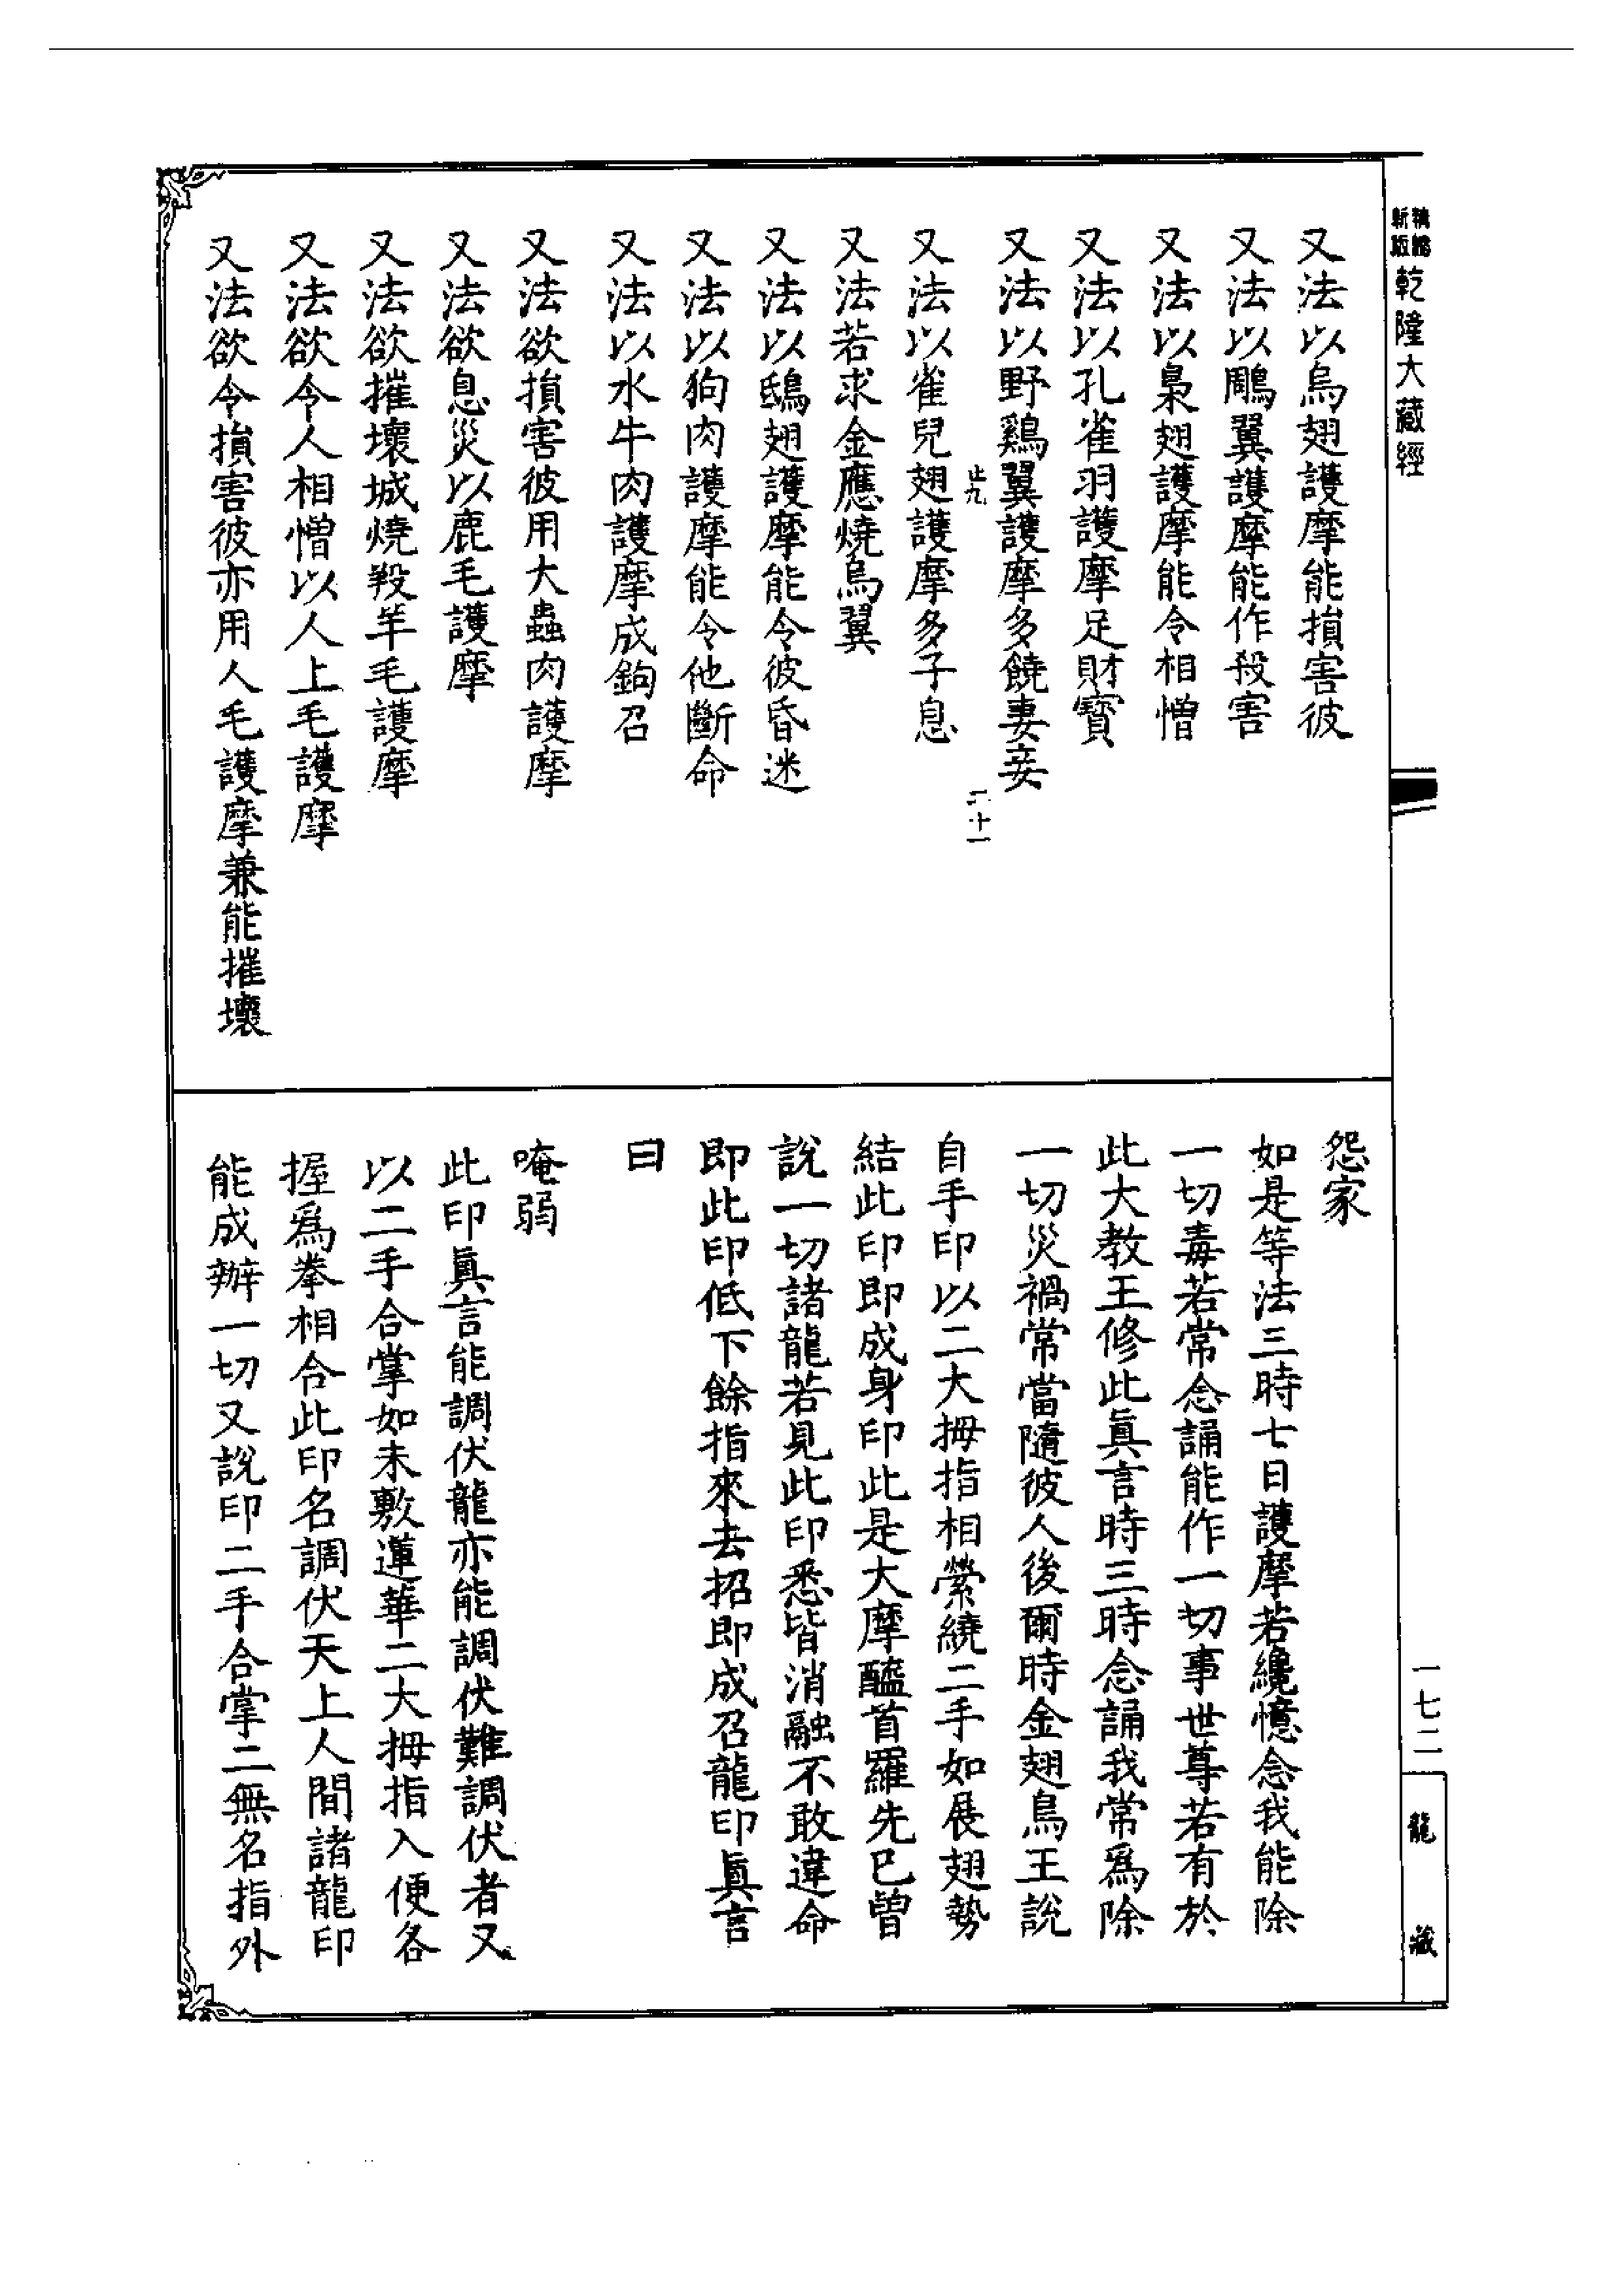 新版
精縮
乾隆大藏經
又法以烏翅護摩能損害彼
又法以鵰翼護摩能作殺害
又法以梟翅護摩能令相憎
又法以孔雀羽護摩足財寶
又法以野鷄翼護摩多饒妻妾
止九
二十一
又法以雀兒翅護摩多子息
又法若求金應燒烏翼
又法以鴟翅護摩能令彼昏迷
又法以狗肉護摩能令他斷命
又法以水牛肉護摩成鉤召
又法欲損害彼用大蟲肉護摩
又法欲息災以鹿毛護摩
又法欲摧壞城燒羖羊毛護摩
又法欲令人相憎以人上毛護摩
又法欲令損害彼亦用人毛護摩兼能摧壞
怨家
如是等法三時七日護摩若纔憶念我能除
一切毒若常念誦能作一切事世尊若有於
此大教王修此眞言時三時念誦我常爲除
一切災禍常當隨彼人後爾時金翅鳥王說
自手印以二大拇指相縈繞二手如展翅勢
結此印即成身印此是大摩醯首羅先已曾
說一切諸龍若見此印悉皆消融不敢違命
即此印低下餘指來去招即成召龍印眞言
曰
唵弱
此印眞言能調伏龍亦能調伏難調伏者又
以二手合掌如未敷蓮華二大拇指入便各
握爲拳相合此印名調伏天上人間諸龍印
能成辦一切又說印二手合掌二無名指外
一七二
龍
藏